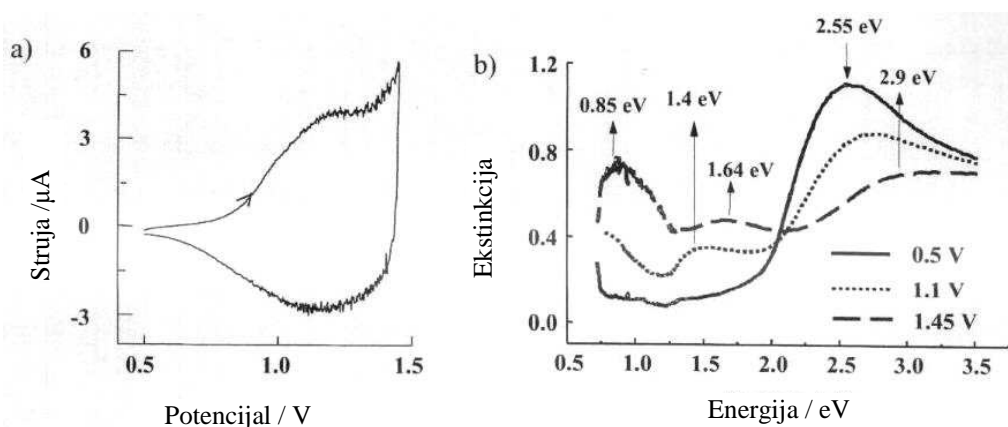 a)
Struja /µA
6
3
0
-3
0.5 1.0 1.5
Potencijal / V
b)
Ekstinkcija
1.2
0.8
0.4
0.0
0.5 1.0 1.5 2.0 2.5 3.0 3.5
Energija / eV
0.85 eV
1.4 eV
1.64 eV
2.55 eV
2.9 eV
0.5 V
1.1 V
1.45 V